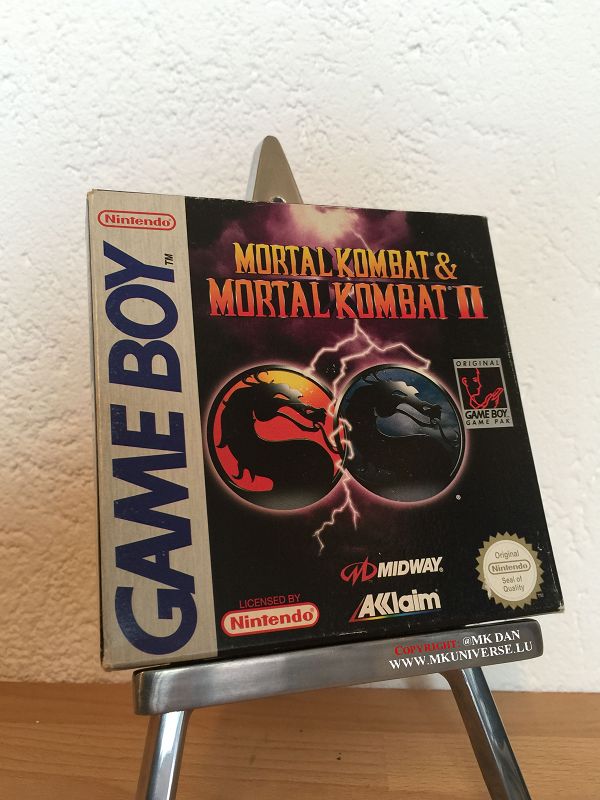 Nintendo
GAME BOY™
MORTAL KOMBAT® &
MORTAL KOMBAT® II
ORIGINAL
GAME BOY
GAME PAK
®
MIDWAY®
AKKlaim
LICENSED BY
Nintendo
Original
Nintendo
Seal of
Quality
COPYRIGHT: @MK DAN
WWW.MKUNIVERSE.LU